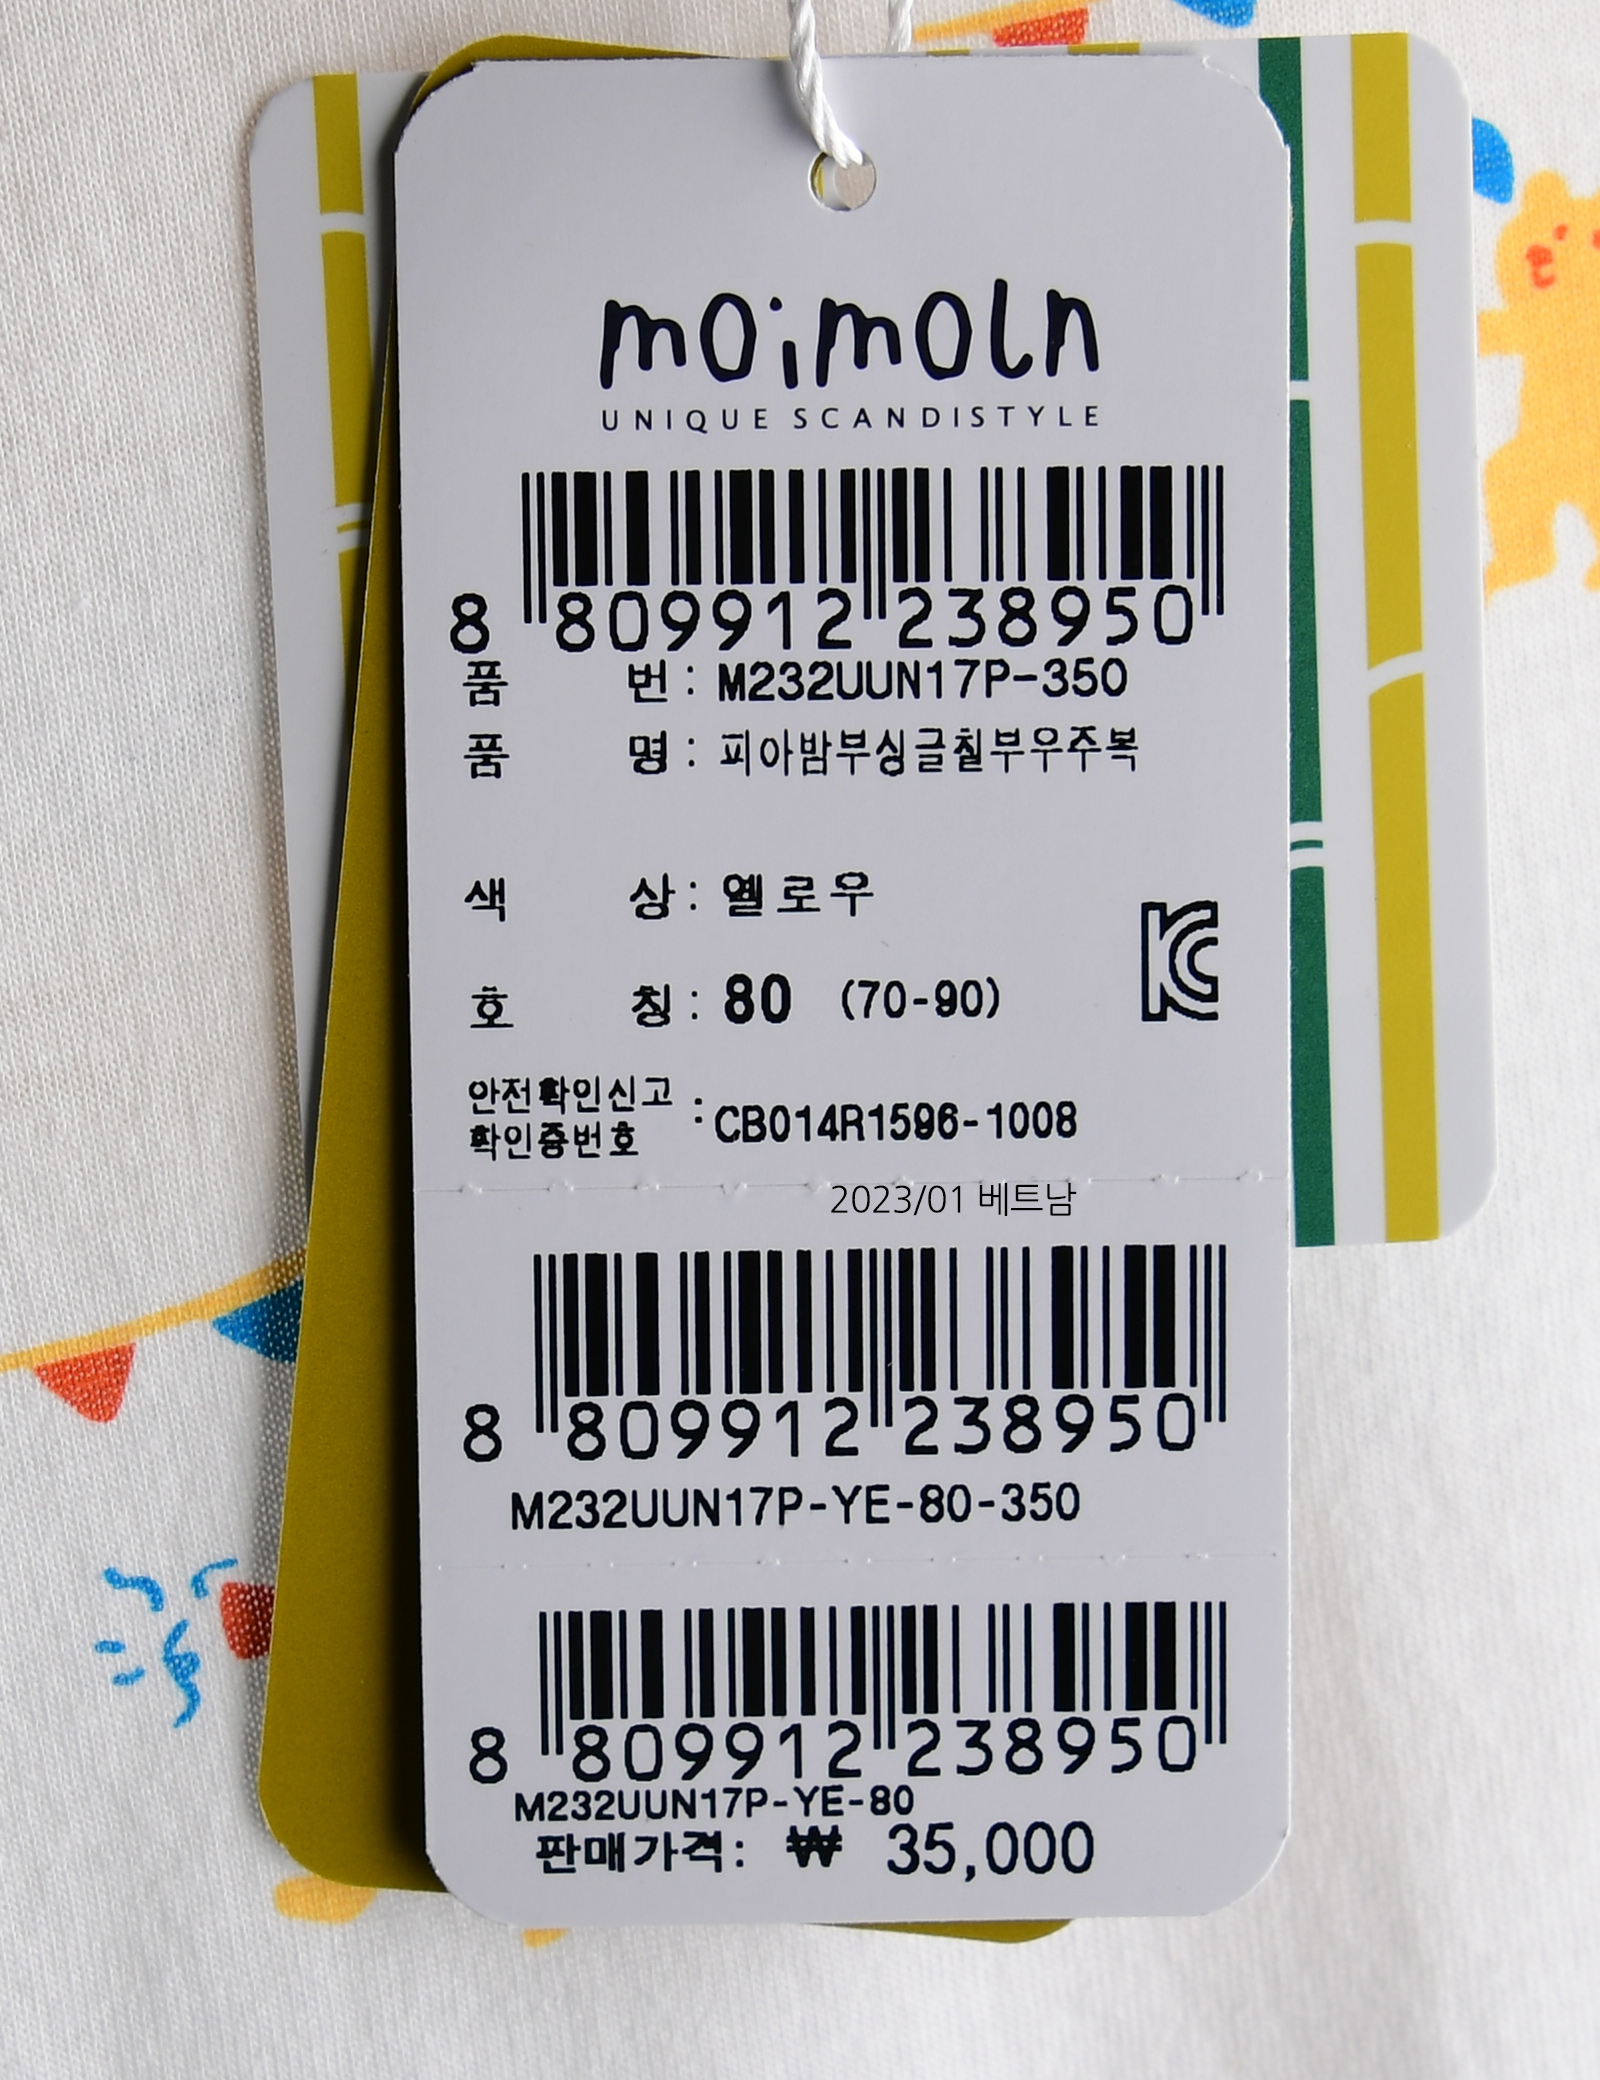 moimoln
UNIQUE SCANDISTYLE
8 809912 238950
품 번 : M232UUN17P-350
품 명 : 피아밤부싱글칠부우주복
색 상 : 옐로우
호 칭 : 80 (70-90)
안전확인신고
확인증번호 : CB014R1596-1008
2023/01 베트남
8 809912 238950
M232UUN17P-YE-80-350
8 809912 238950
M232UUN17P-YE-80
판매가격: ₩ 35,000